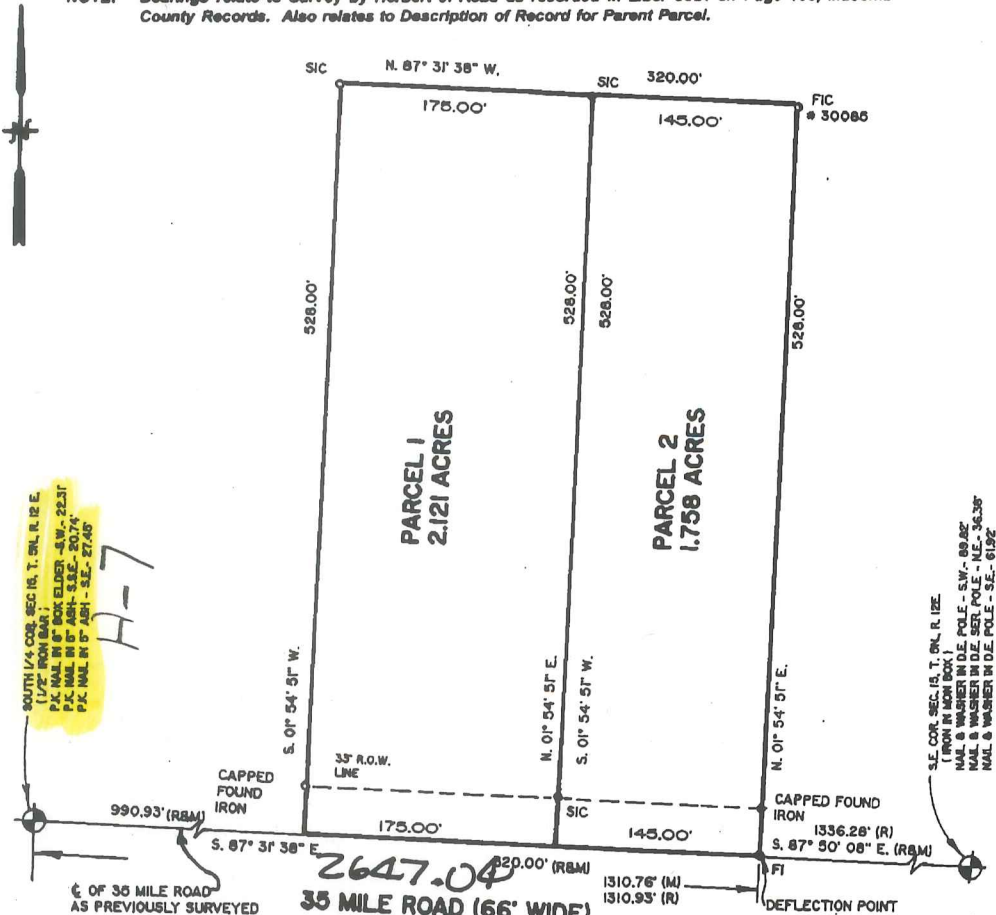 County Records. Also relates to Description of Record for Parent Parcel.
SIC
N. 87° 31' 38" W.
SIC
320.00'
FIC
# 30085
175.00'
145.00'
528.00'
528.00'
528.00'
528.00'
PARCEL 1
2.121 ACRES
PARCEL 2
1.758 ACRES
SOUTH 1/4 COR. SEC 15, T. 5N., R. 12 E.
( 1/2" IRON BAR )
P.K. NAIL IN 8" BOX ELDER - S.W. - 22.31'
P.K. NAIL IN 5" ASH - S.S.E. - 20.74'
P.K. NAIL IN 5" ASH - S.E. - 27.45'
H-7
S. 01° 54' 51" W.
N. 01° 54' 51" E.
S. 01° 54' 51" W.
N. 01° 54' 51" E.
S.E. COR. SEC. 15, T. 5N., R. 12E.
( IRON IN MON BOX )
NAIL & WASHER IN D.E. POLE - S.W. - 89.82'
NAIL & WASHER IN D.E. SER. POLE - N.E. - 36.38'
NAIL & WASHER IN D.E. POLE - S.E. - 61.92'
33' R.O.W.
LINE
CAPPED
FOUND
IRON
SIC
CAPPED FOUND
IRON
990.93' (R&M)
175.00'
145.00'
1336.28' (R)
S. 87° 31' 38" E.
S. 87° 50' 08" E. (R&M)
2647.04
320.00' (R&M)
FI
℄ OF 35 MILE ROAD
AS PREVIOUSLY SURVEYED
35 MILE ROAD (66' WIDE)
1310.76' (M)
1310.93' (R)
DEFLECTION POINT